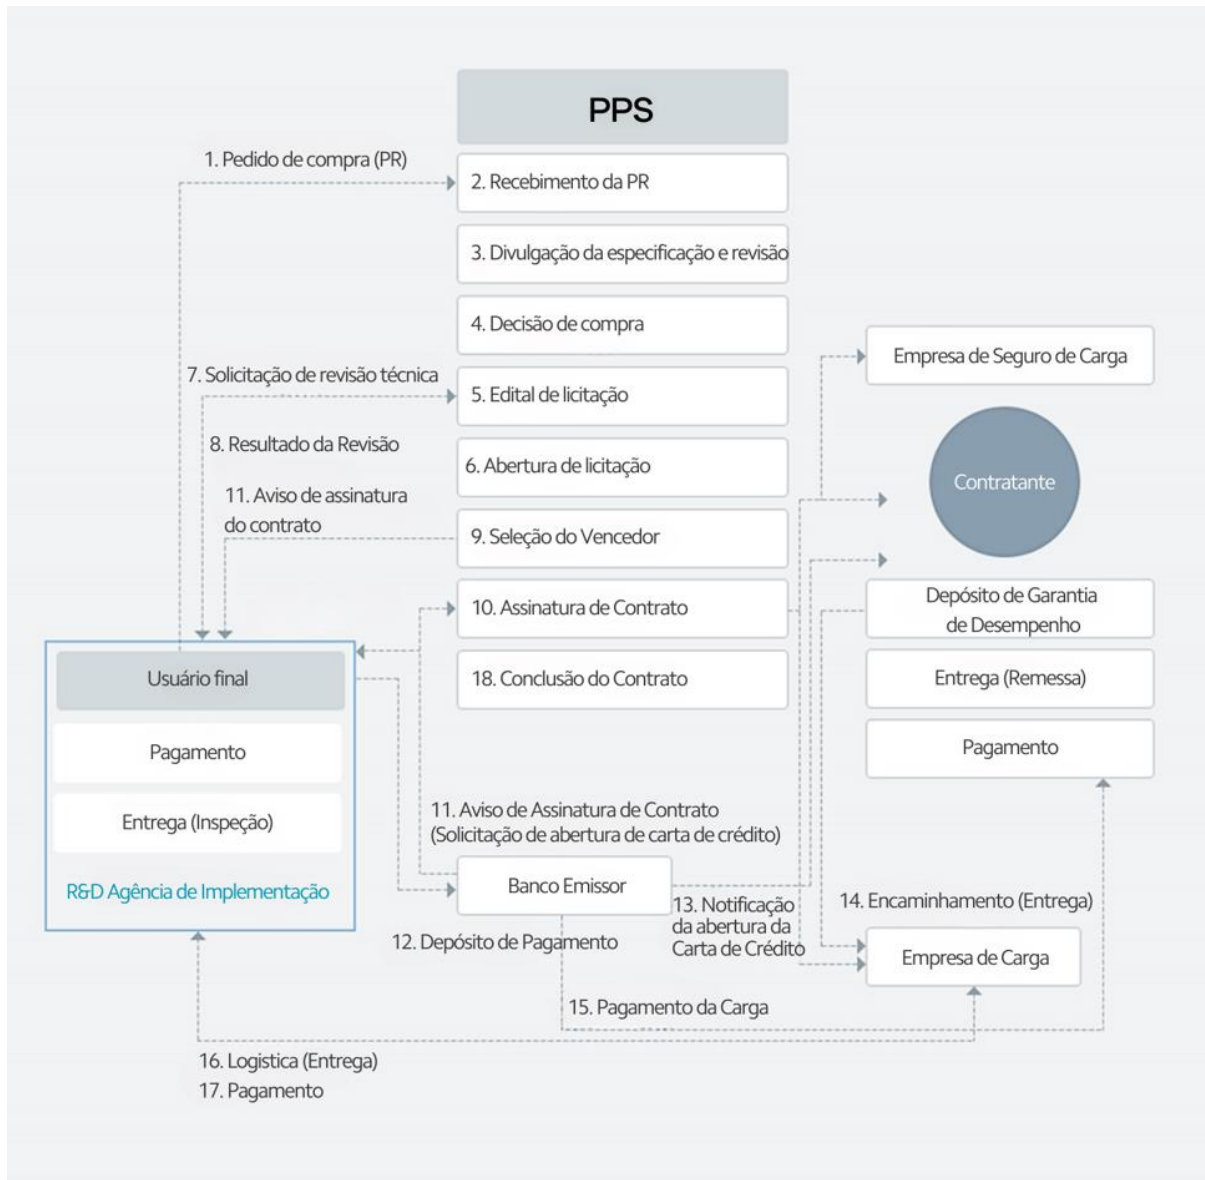 PPS
1. Pedido de compra (PR)
2. Recebimento da PR
3. Divulgação da especificação e revisão
4. Decisão de compra
Empresa de Seguro de Carga
7. Solicitação de revisão técnica
5. Edital de licitação
8. Resultado da Revisão
6. Abertura de licitação
Contratante
11. Aviso de assinatura
do contrato
9. Seleção do Vencedor
10. Assinatura de Contrato
Depósito de Garantia
de Desempenho
Usuário final
18. Conclusão do Contrato
Entrega (Remessa)
Pagamento
Pagamento
Entrega (Inspeção)
11. Aviso de Assinatura de Contrato
(Solicitação de abertura de carta de crédito)
R&D Agência de Implementação
Banco Emissor
13. Notificação
da abertura da
Carta de Crédito
14. Encaminhamento (Entrega)
12. Depósito de Pagamento
Empresa de Carga
15. Pagamento da Carga
16. Logistica (Entrega)
17. Pagamento